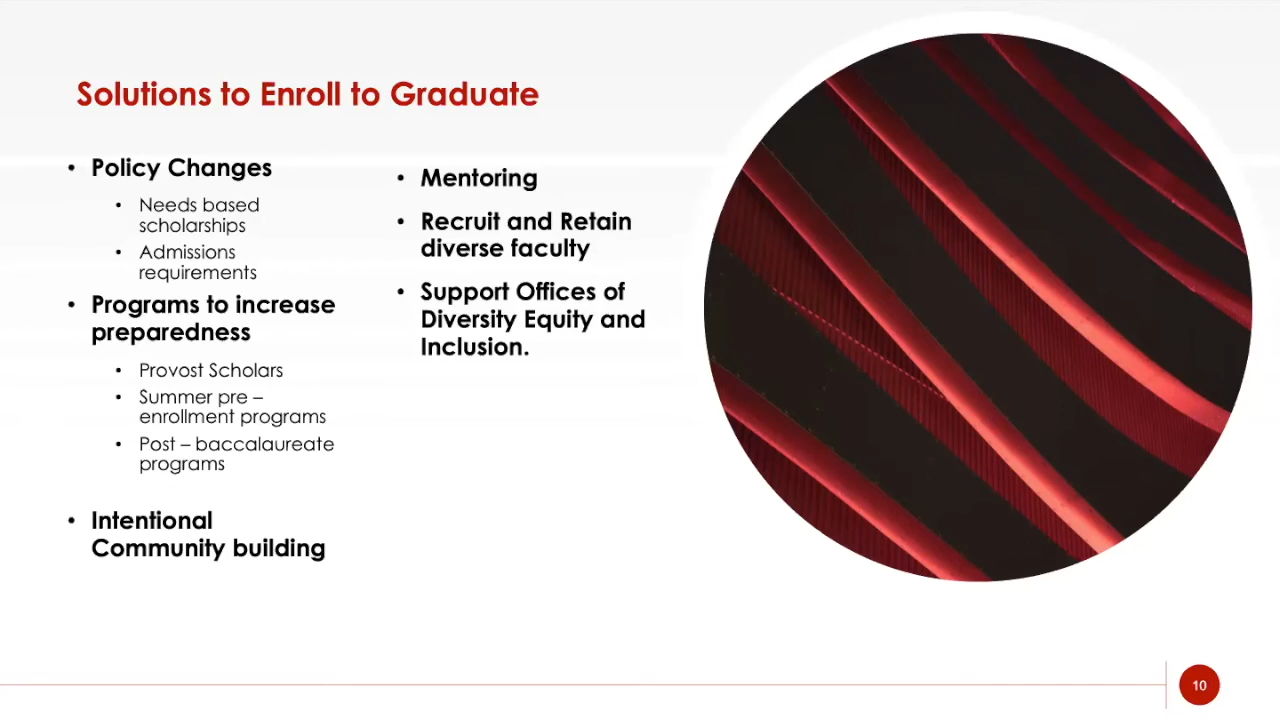 Solutions to Enroll to Graduate
• Policy Changes
• Needs based
scholarships
• Admissions
requirements
• Programs to increase
preparedness
• Provost Scholars
• Summer pre –
enrollment programs
• Post – baccalaureate
programs
• Intentional
Community building
• Mentoring
• Recruit and Retain
diverse faculty
• Support Offices of
Diversity Equity and
Inclusion.
10